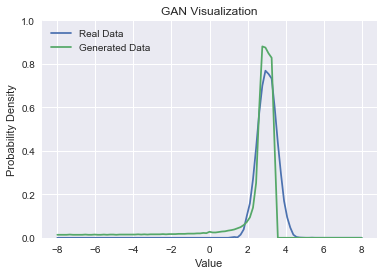 GAN Visualization
Real Data
Generated Data
Probability Density
1.0
0.8
0.6
0.4
0.2
0.0
−8 −6 −4 −2 0 2 4 6 8
Value